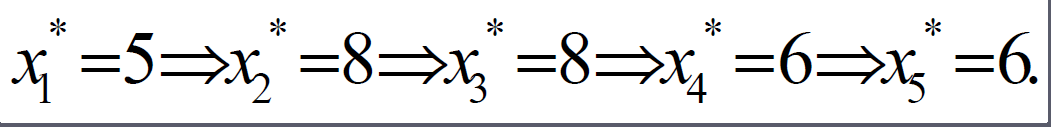 x₁* =5⇒x₂* =8⇒x₃* =8⇒x₄* =6⇒x₅* =6.